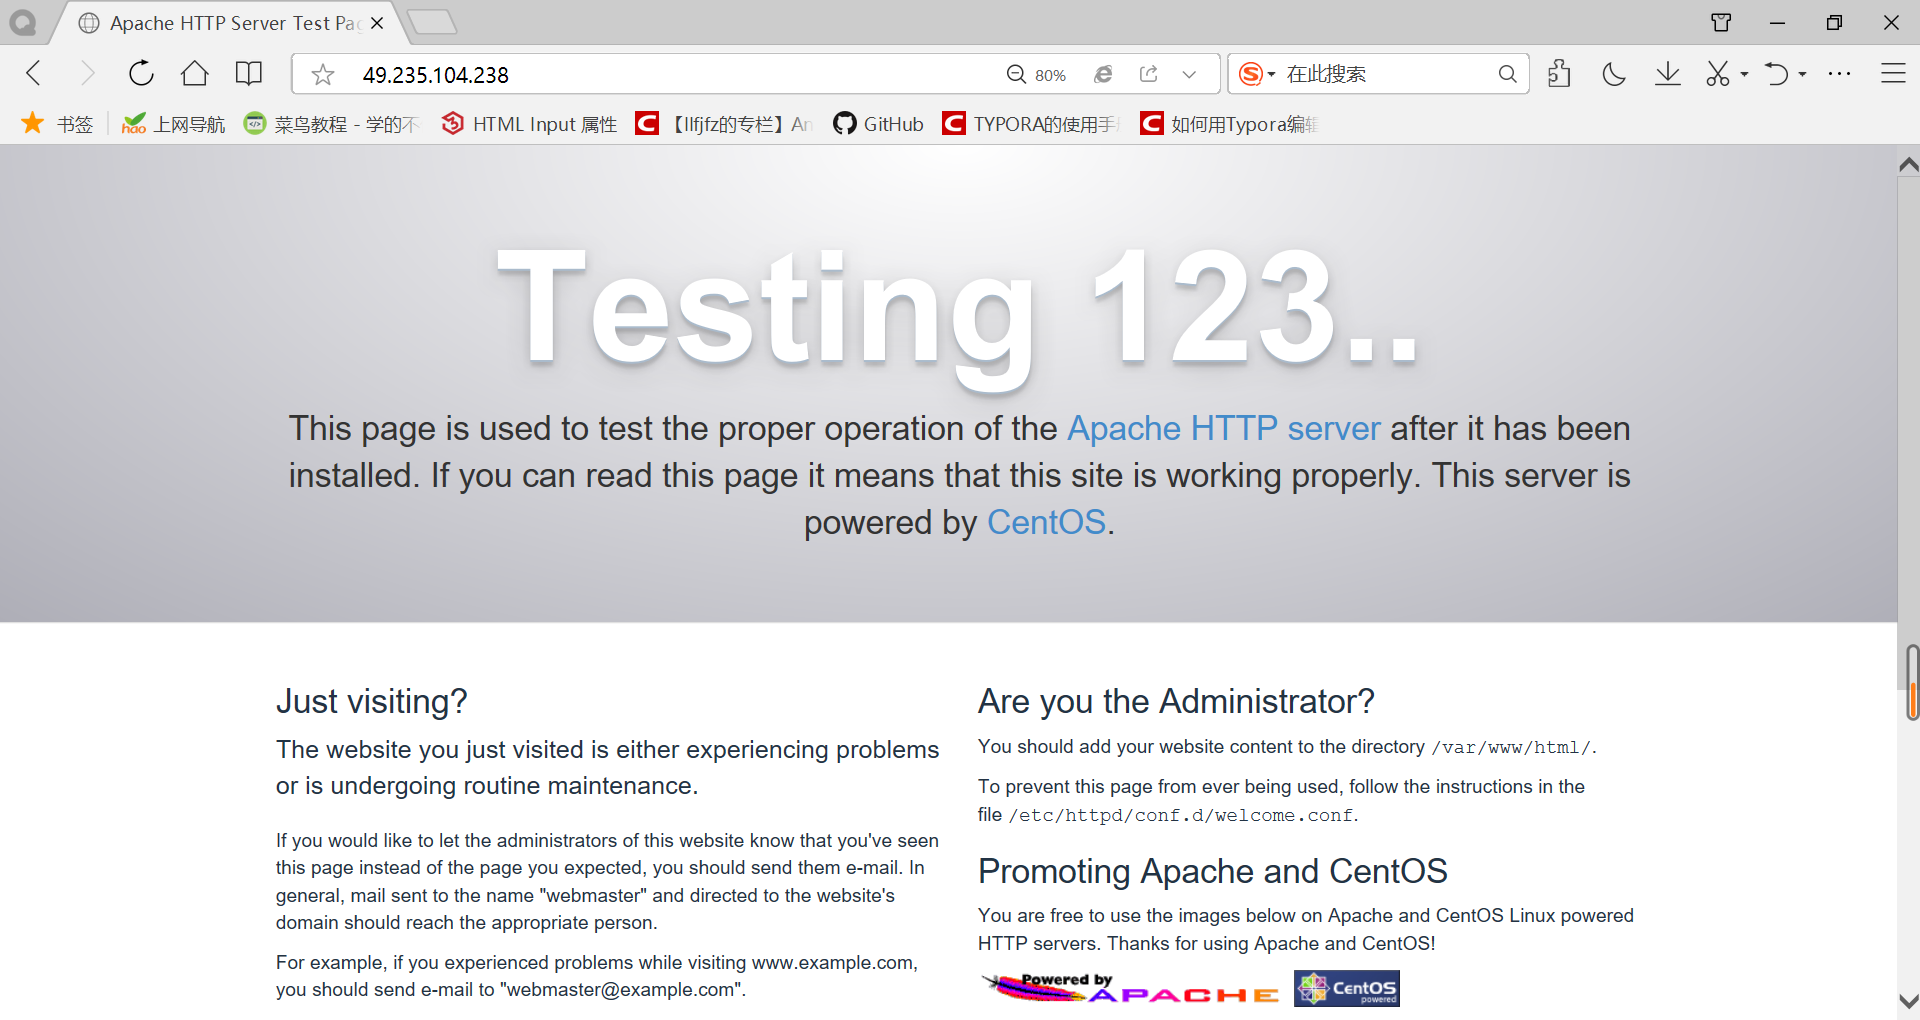 Apache HTTP Server Test Pag
49.235.104.238
80%
在此搜索
书签
上网导航
菜鸟教程 - 学的不
HTML Input 属性
【llfjfz的专栏】An
GitHub
TYPORA的使用手
如何用Typora编辑
Testing 123..
This page is used to test the proper operation of the Apache HTTP server after it has been
installed. If you can read this page it means that this site is working properly. This server is
powered by CentOS.
Just visiting?
The website you just visited is either experiencing problems
or is undergoing routine maintenance.
If you would like to let the administrators of this website know that you've seen
this page instead of the page you expected, you should send them e-mail. In
general, mail sent to the name "webmaster" and directed to the website's
domain should reach the appropriate person.
For example, if you experienced problems while visiting www.example.com,
you should send e-mail to "webmaster@example.com".
Are you the Administrator?
You should add your website content to the directory /var/www/html/.
To prevent this page from ever being used, follow the instructions in the
file /etc/httpd/conf.d/welcome.conf.
Promoting Apache and CentOS
You are free to use the images below on Apache and CentOS Linux powered
HTTP servers. Thanks for using Apache and CentOS!
Powered by
APACHE
CentOS
powered